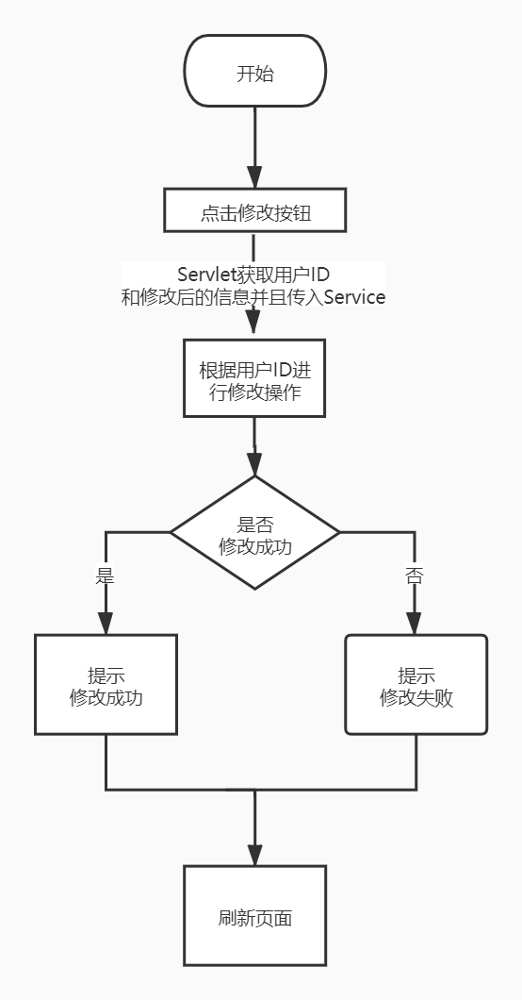 开始
点击修改按钮
Servlet获取用户ID
和修改后的信息并且传入Service
根据用户ID进
行修改操作
是否
修改成功
是
否
提示
修改成功
提示
修改失败
刷新页面